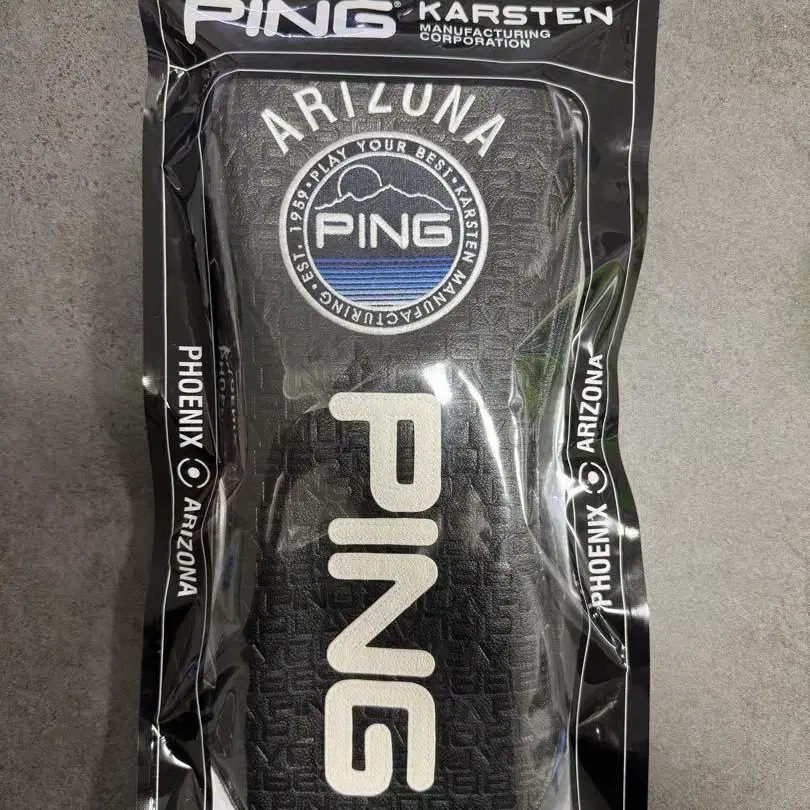 PING® KARSTEN
MANUFACTURING
CORPORATION
ARIZONA
EST. 1959 • PLAY YOUR BEST • KARSTEN MANUFACTURING •
PING
PING
PHOENIX ARIZONA
PHOENIX ARIZONA